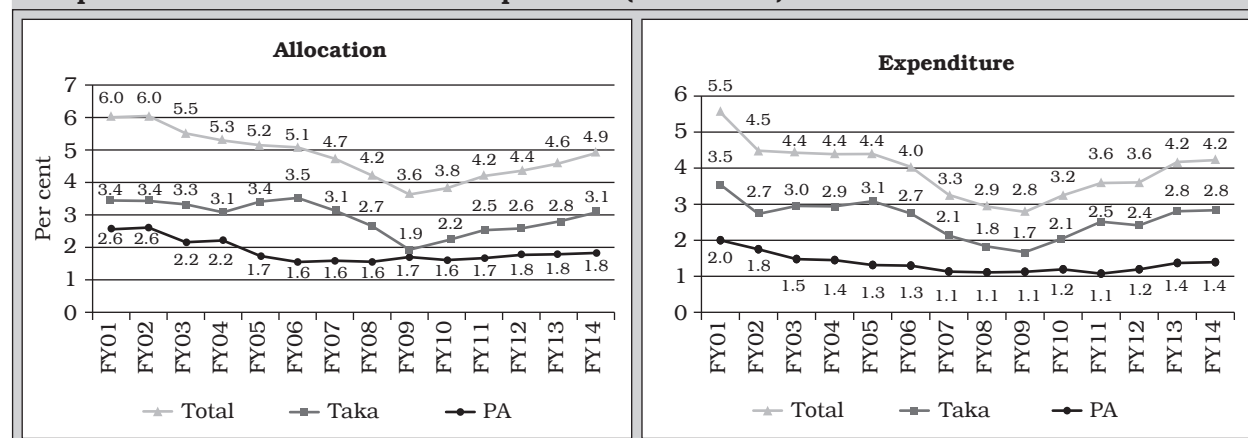 Allocation
Per cent
7
6
5
4
3
2
1
0
6.0 6.0 5.5 5.3 5.2 5.1 4.7 4.2 3.6 3.8 4.2 4.4 4.6 4.9
3.4 3.4 3.3 3.1 3.4 3.5 3.1 2.7 1.9 2.2 2.5 2.6 2.8 3.1
2.6 2.6 2.2 2.2 1.7 1.6 1.6 1.6 1.7 1.6 1.7 1.8 1.8 1.8
FY01 FY02 FY03 FY04 FY05 FY06 FY07 FY08 FY09 FY10 FY11 FY12 FY13 FY14
Total Taka PA
Expenditure
6
5
4
3
2
1
0
5.5 4.5 4.4 4.4 4.4 4.0 3.3 2.9 2.8 3.2 3.6 3.6 4.2 4.2
3.5 2.7 3.0 2.9 3.1 2.7 2.1 1.8 1.7 2.1 2.5 2.4 2.8 2.8
2.0 1.8 1.5 1.4 1.3 1.3 1.1 1.1 1.1 1.2 1.1 1.2 1.4 1.4
FY01 FY02 FY03 FY04 FY05 FY06 FY07 FY08 FY09 FY10 FY11 FY12 FY13 FY14
Total Taka PA